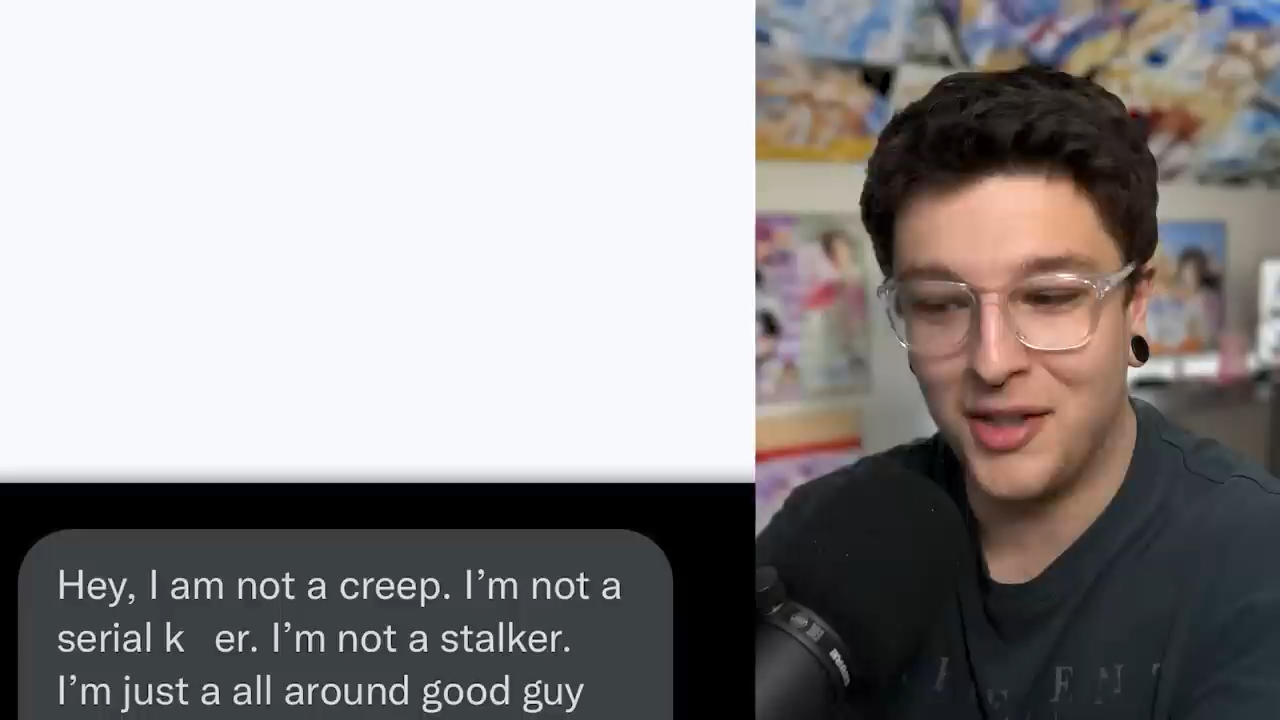 Hey, I am not a creep. I’m not a
serial k er. I’m not a stalker.
I’m just a all around good guy